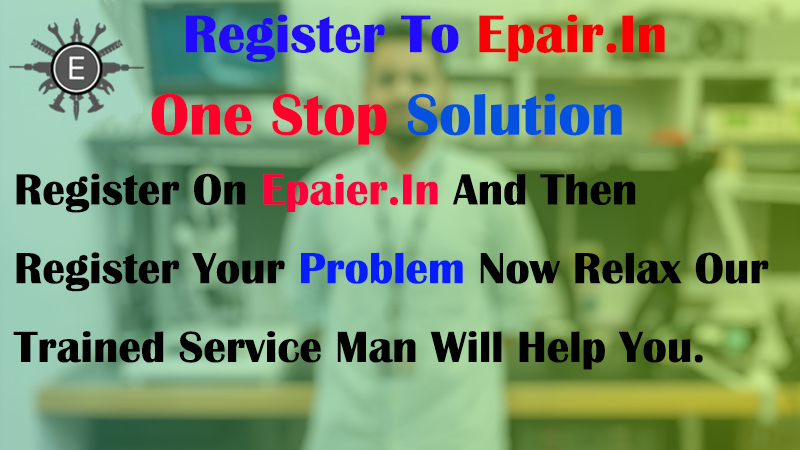 E
Register To Epair.In
One Stop Solution
Register On Epaier.In And Then
Register Your Problem Now Relax Our
Trained Service Man Will Help You.